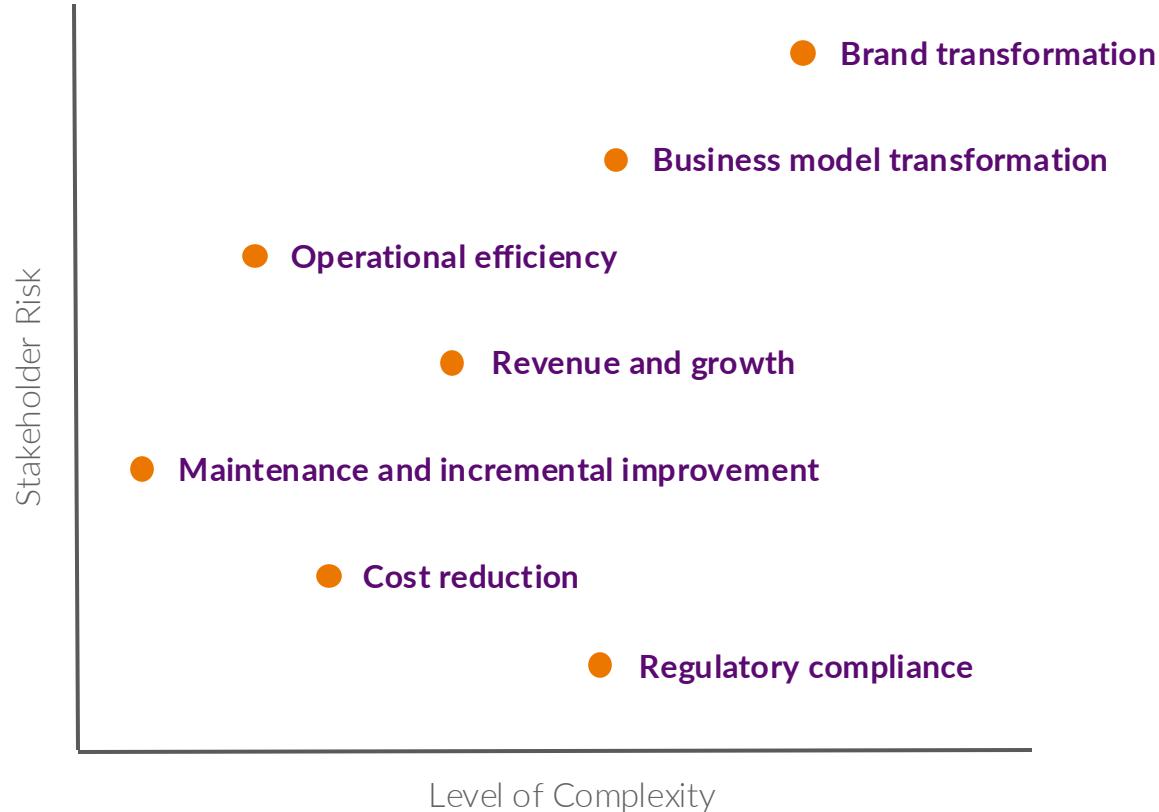 Brand transformation
Business model transformation
Operational efficiency
Revenue and growth
Maintenance and incremental improvement
Cost reduction
Regulatory compliance
Stakeholder Risk
Level of Complexity